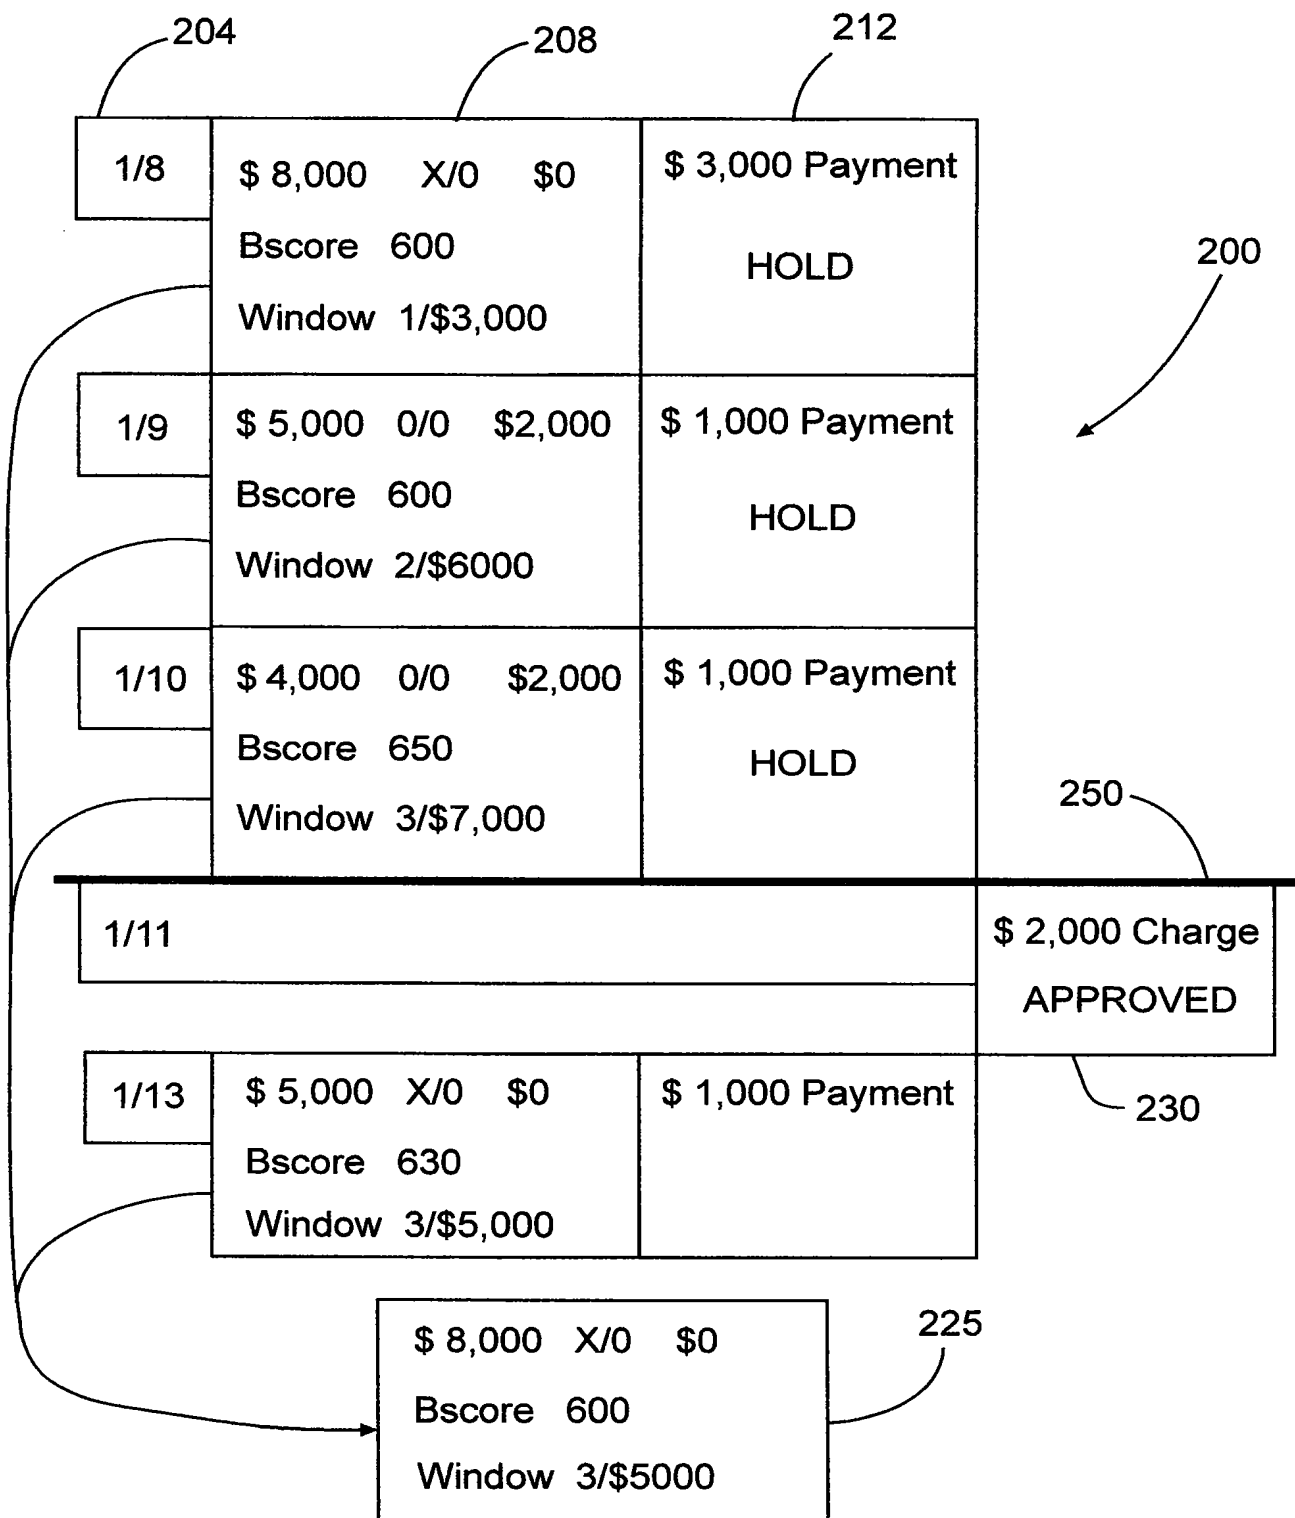 204
208
212
1/8
$ 8,000 X/0 $0
$ 3,000 Payment
Bscore 600
HOLD
Window 1/$3,000
200
1/9
$ 5,000 0/0 $2,000
$ 1,000 Payment
Bscore 600
HOLD
Window 2/$6000
1/10
$ 4,000 0/0 $2,000
$ 1,000 Payment
Bscore 650
HOLD
Window 3/$7,000
250
1/11
$ 2,000 Charge
APPROVED
1/13
$ 5,000 X/0 $0
$ 1,000 Payment
230
Bscore 630
Window 3/$5,000
$ 8,000 X/0 $0
225
Bscore 600
Window 3/$5000